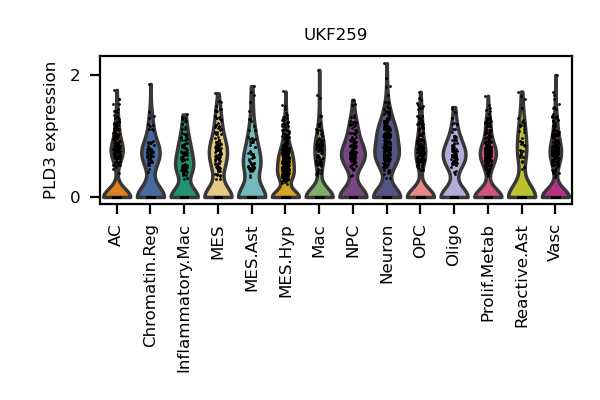 UKF259
PLD3 expression
2
0
AC
Chromatin.Reg
Inflammatory.Mac
MES
MES.Ast
MES.Hyp
Mac
NPC
Neuron
OPC
Oligo
Prolif.Metab
Reactive.Ast
Vasc